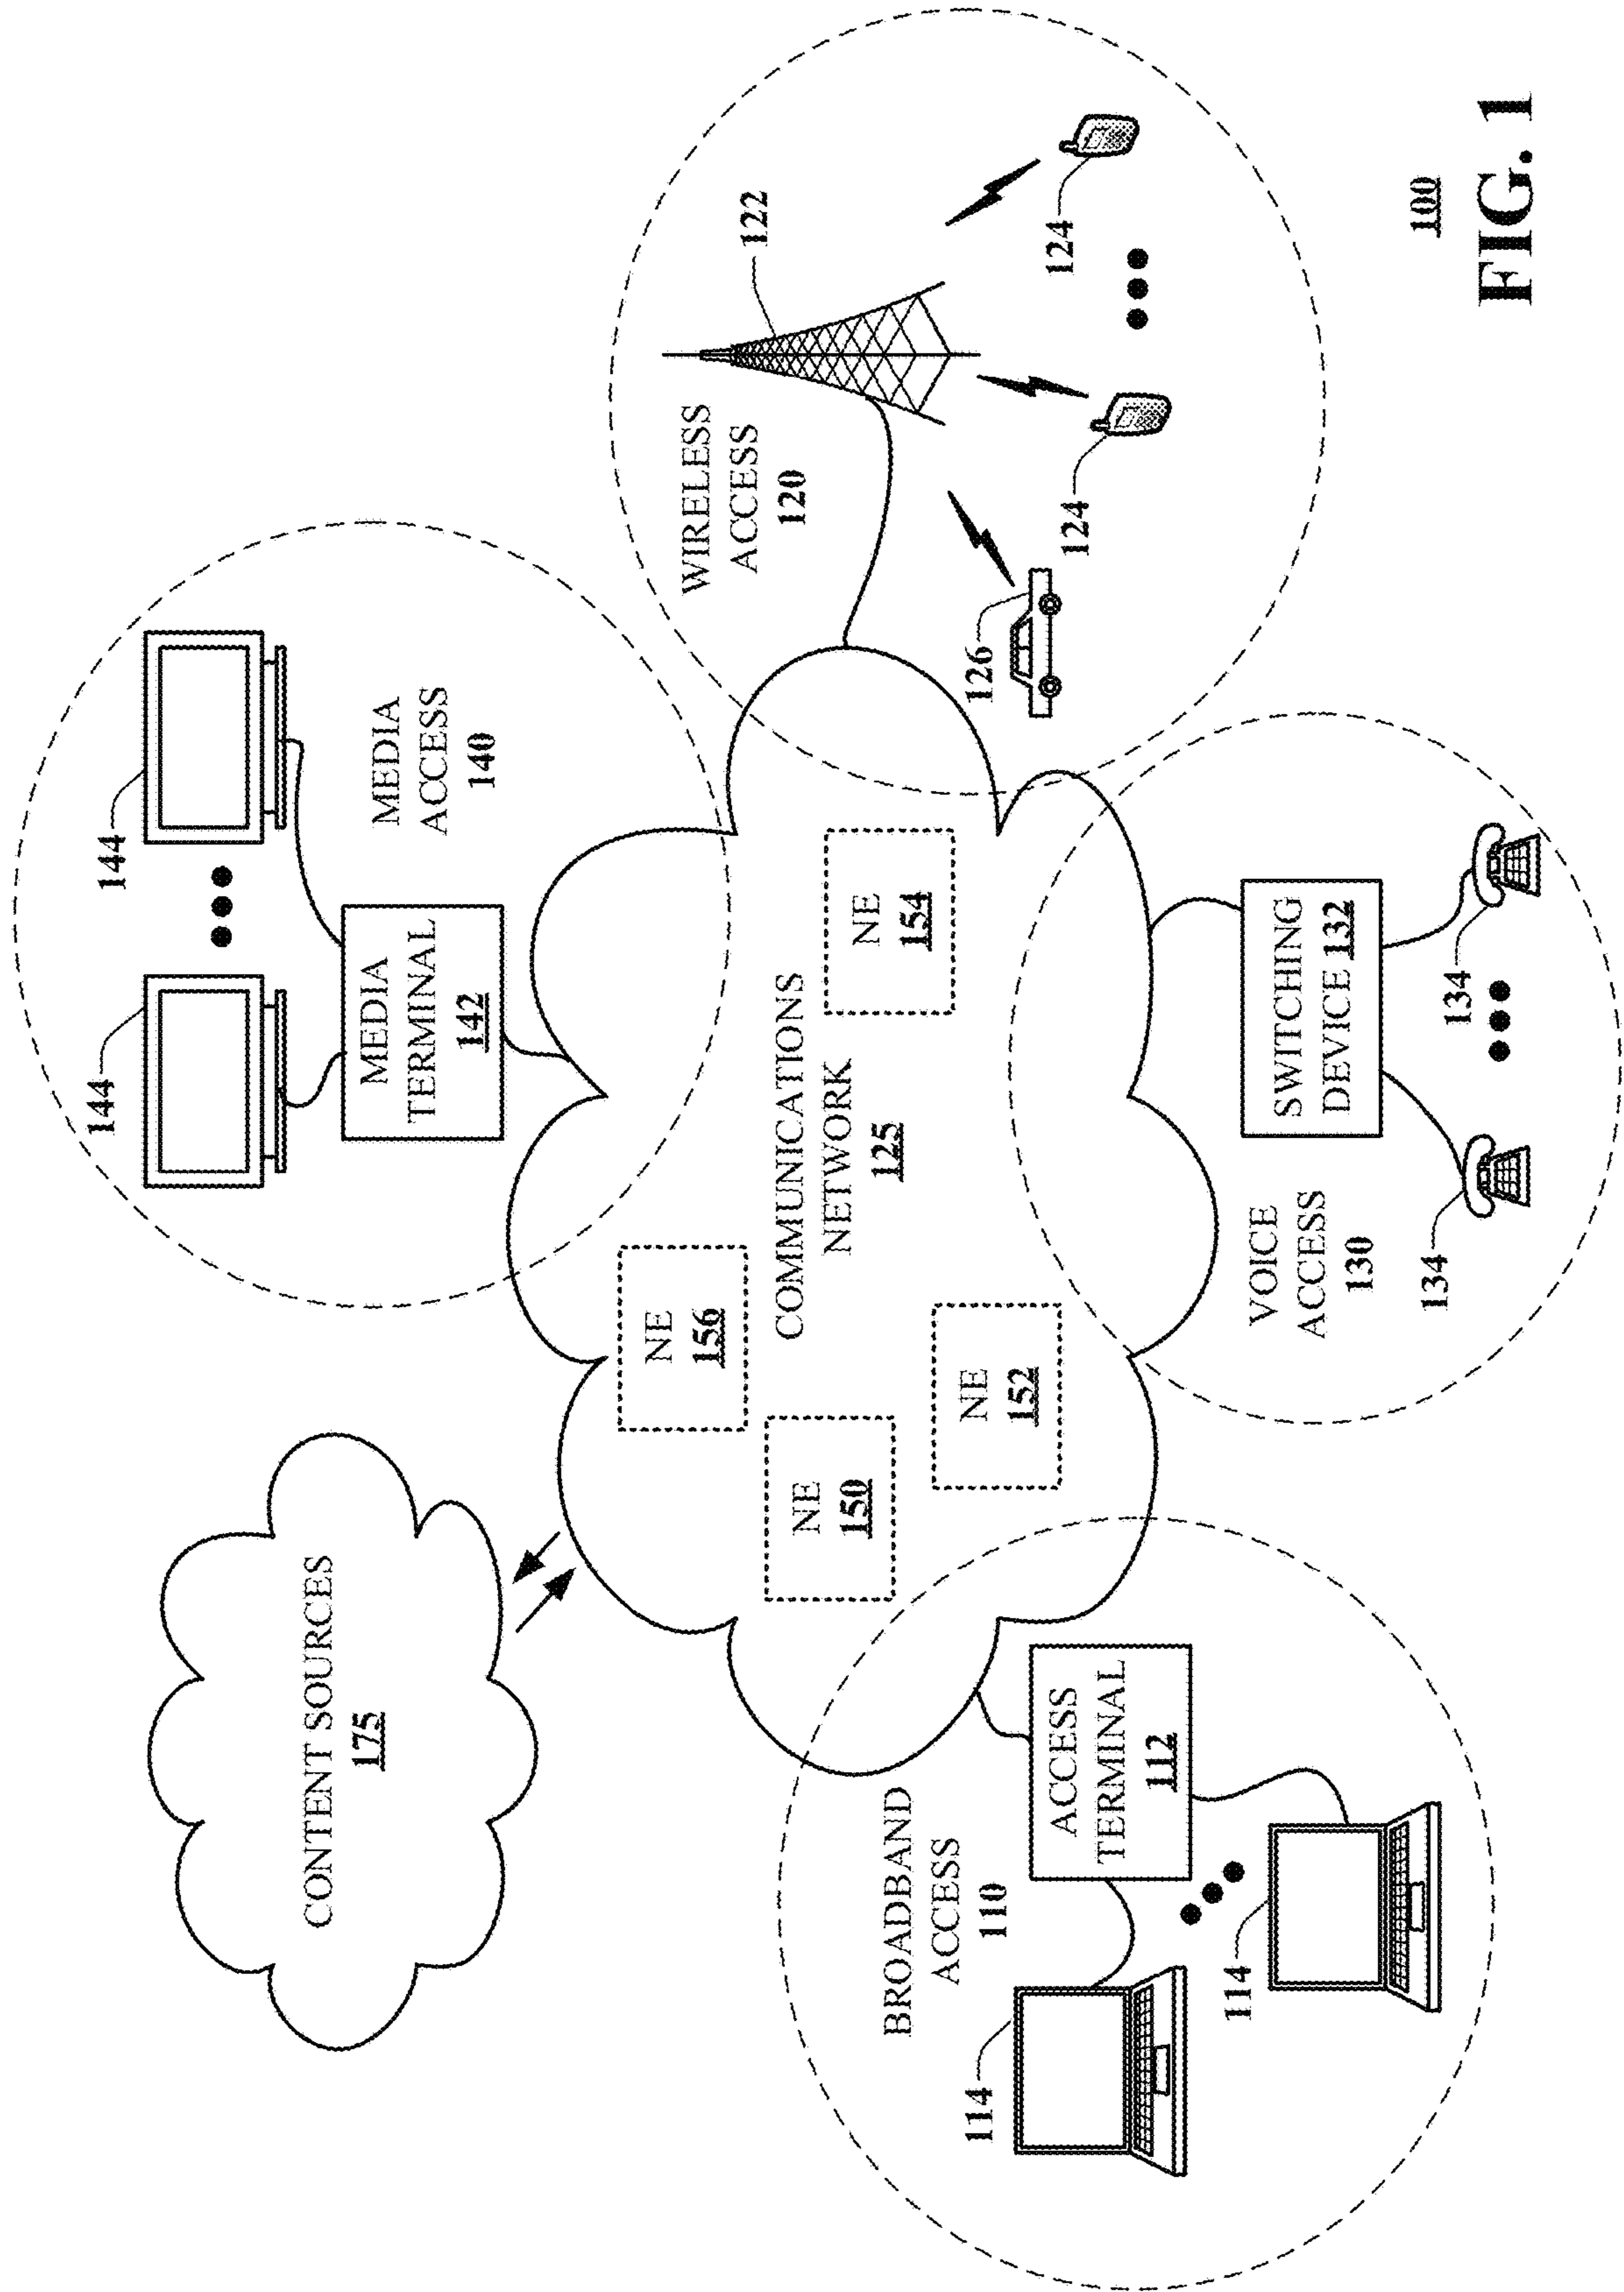 CONTENT SOURCES
175
144
144
MEDIA
TERMINAL
142
MEDIA
ACCESS
140
NE
156
NE
150
NE
152
NE
154
COMMUNICATIONS
NETWORK
125
WIRELESS
ACCESS
120
122
124
124
126
BROADBAND
ACCESS
110
ACCESS
TERMINAL
112
114
114
VOICE
ACCESS
130
SWITCHING
DEVICE 132
134
134
100
FIG. 1